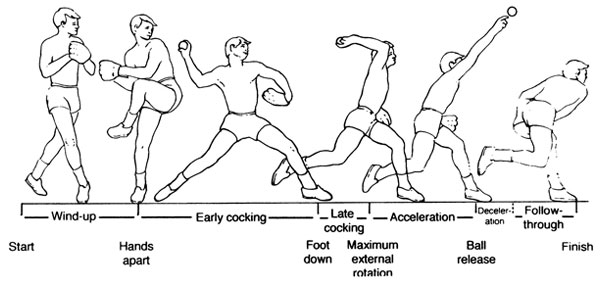 Wind-up
Early cocking
Late
cocking
Acceleration
Deceler-
ation
Follow-
through
Start
Hands
apart
Foot
down
Maximum
external
rotation
Ball
release
Finish